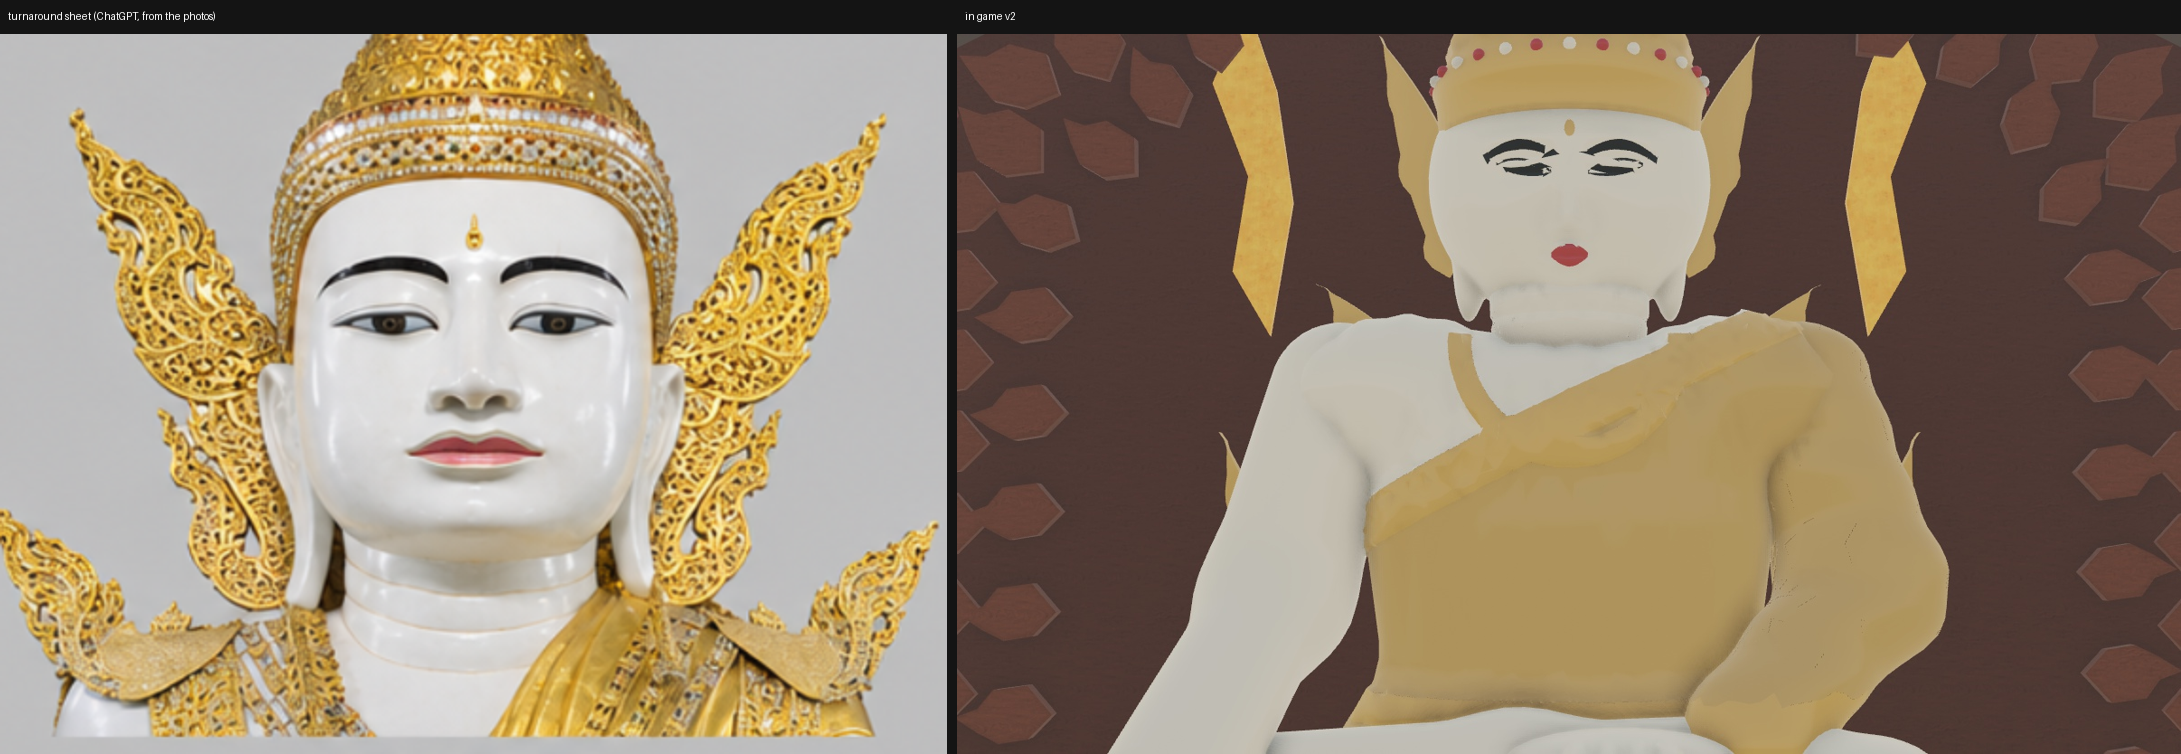 turnaround sheet (ChatGPT, from the photos)
in game v2